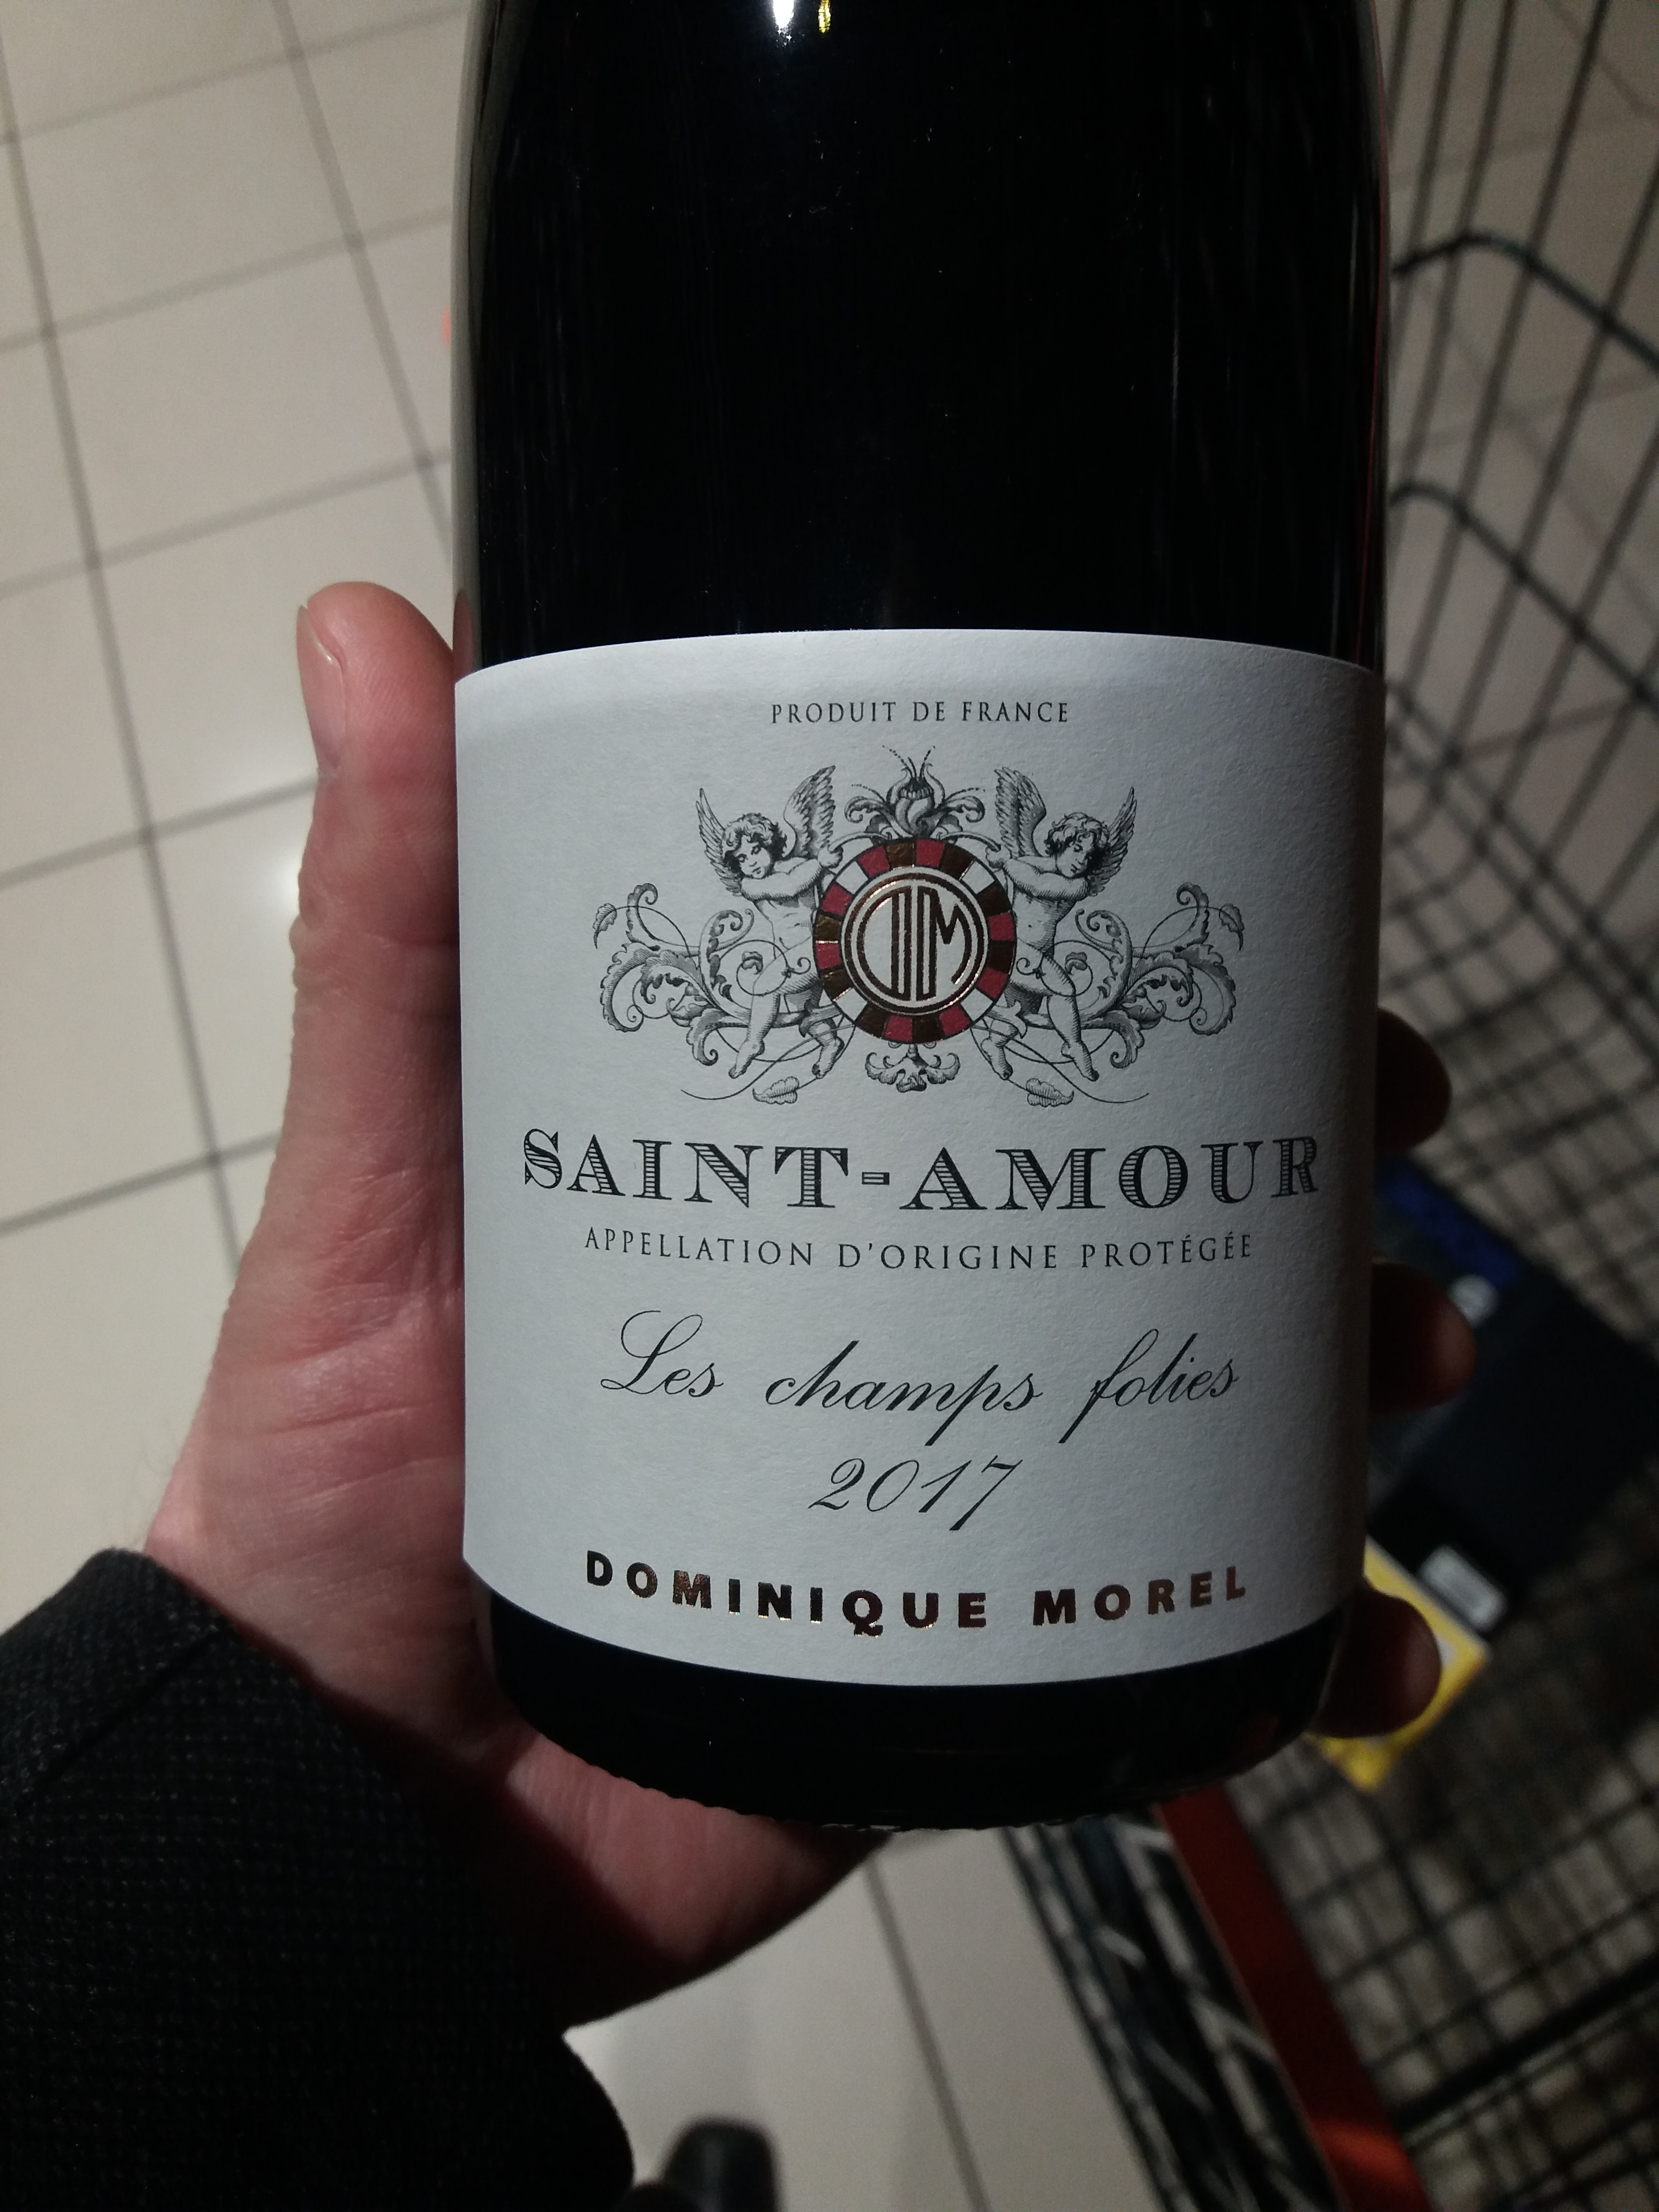 PRODUIT DE FRANCE
DM
SAINT-AMOUR
APPELLATION D'ORIGINE PROTÉGÉE
Les champs folies
2017
DOMINIQUE MOREL